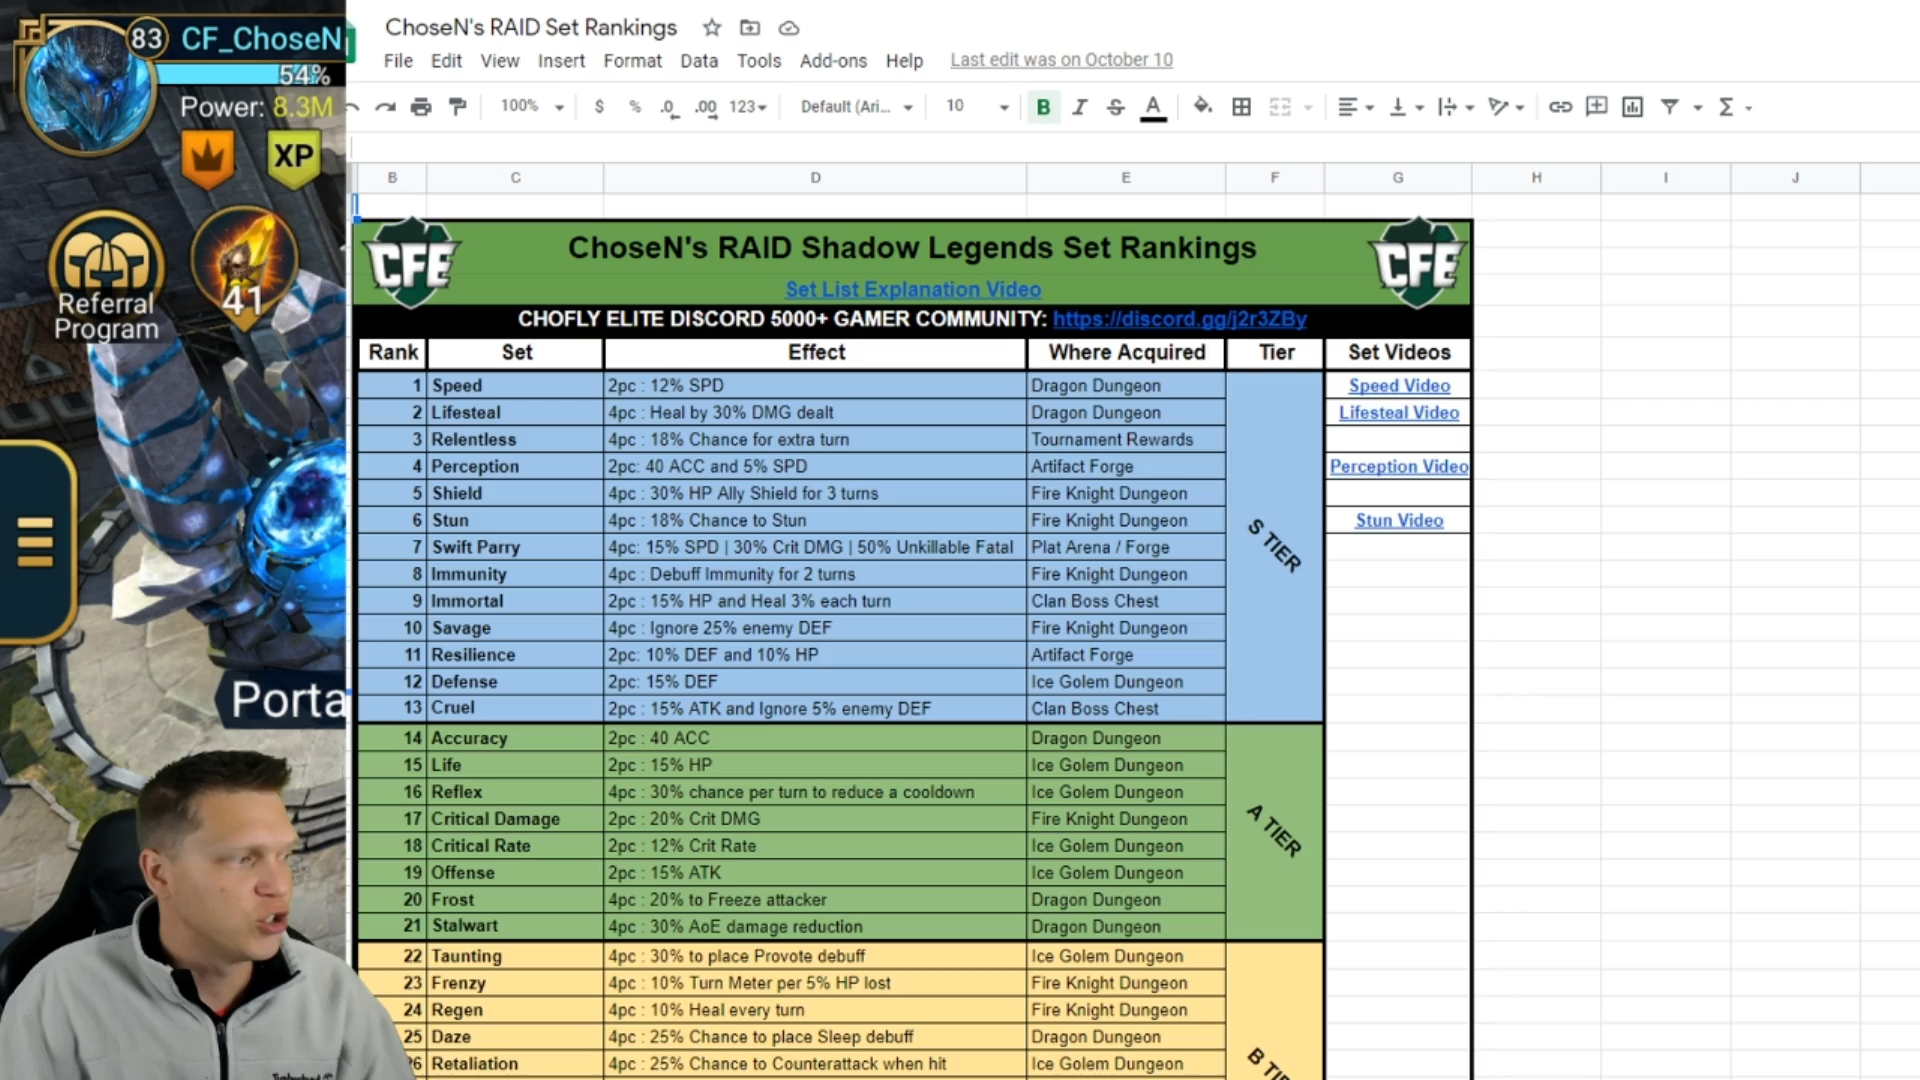 83 CF_ChoseN
54%
Power: 8.3M
XP
Referral
Program
41
Porta
ChoseN's RAID Set Rankings
File Edit View Insert Format Data Tools Add-ons Help Last edit was on October 10
100% $ % .0 .00 123 Default (Ari... 10 B I S A
B C D E F G H I J
CFE ChoseN's RAID Shadow Legends Set Rankings CFE
Set List Explanation Video
CHOFLY ELITE DISCORD 5000+ GAMER COMMUNITY: https://discord.gg/j2r3ZBy
Rank Set Effect Where Acquired Tier Set Videos
1 Speed 2pc : 12% SPD Dragon Dungeon Speed Video
2 Lifesteal 4pc : Heal by 30% DMG dealt Dragon Dungeon Lifesteal Video
3 Relentless 4pc : 18% Chance for extra turn Tournament Rewards
4 Perception 2pc: 40 ACC and 5% SPD Artifact Forge Perception Video
5 Shield 4pc : 30% HP Ally Shield for 3 turns Fire Knight Dungeon
6 Stun 4pc : 18% Chance to Stun Fire Knight Dungeon Stun Video
7 Swift Parry 4pc: 15% SPD | 30% Crit DMG | 50% Unkillable Fatal Plat Arena / Forge
8 Immunity 4pc : Debuff Immunity for 2 turns Fire Knight Dungeon
9 Immortal 2pc : 15% HP and Heal 3% each turn Clan Boss Chest
10 Savage 4pc : Ignore 25% enemy DEF Fire Knight Dungeon
11 Resilience 2pc: 10% DEF and 10% HP Artifact Forge
12 Defense 2pc: 15% DEF Ice Golem Dungeon
13 Cruel 2pc : 15% ATK and Ignore 5% enemy DEF Clan Boss Chest
S TIER
14 Accuracy 2pc : 40 ACC Dragon Dungeon
15 Life 2pc : 15% HP Ice Golem Dungeon
16 Reflex 4pc : 30% chance per turn to reduce a cooldown Ice Golem Dungeon
17 Critical Damage 2pc : 20% Crit DMG Fire Knight Dungeon
18 Critical Rate 2pc : 12% Crit Rate Ice Golem Dungeon
19 Offense 2pc : 15% ATK Ice Golem Dungeon
20 Frost 4pc : 20% to Freeze attacker Dragon Dungeon
21 Stalwart 4pc : 30% AoE damage reduction Dragon Dungeon
A TIER
22 Taunting 4pc : 30% to place Provote debuff Ice Golem Dungeon
23 Frenzy 4pc : 10% Turn Meter per 5% HP lost Fire Knight Dungeon
24 Regen 4pc : 10% Heal every turn Fire Knight Dungeon
25 Daze 4pc : 25% Chance to place Sleep debuff Dragon Dungeon
26 Retaliation 4pc : 25% Chance to Counterattack when hit Ice Golem Dungeon
B TIE